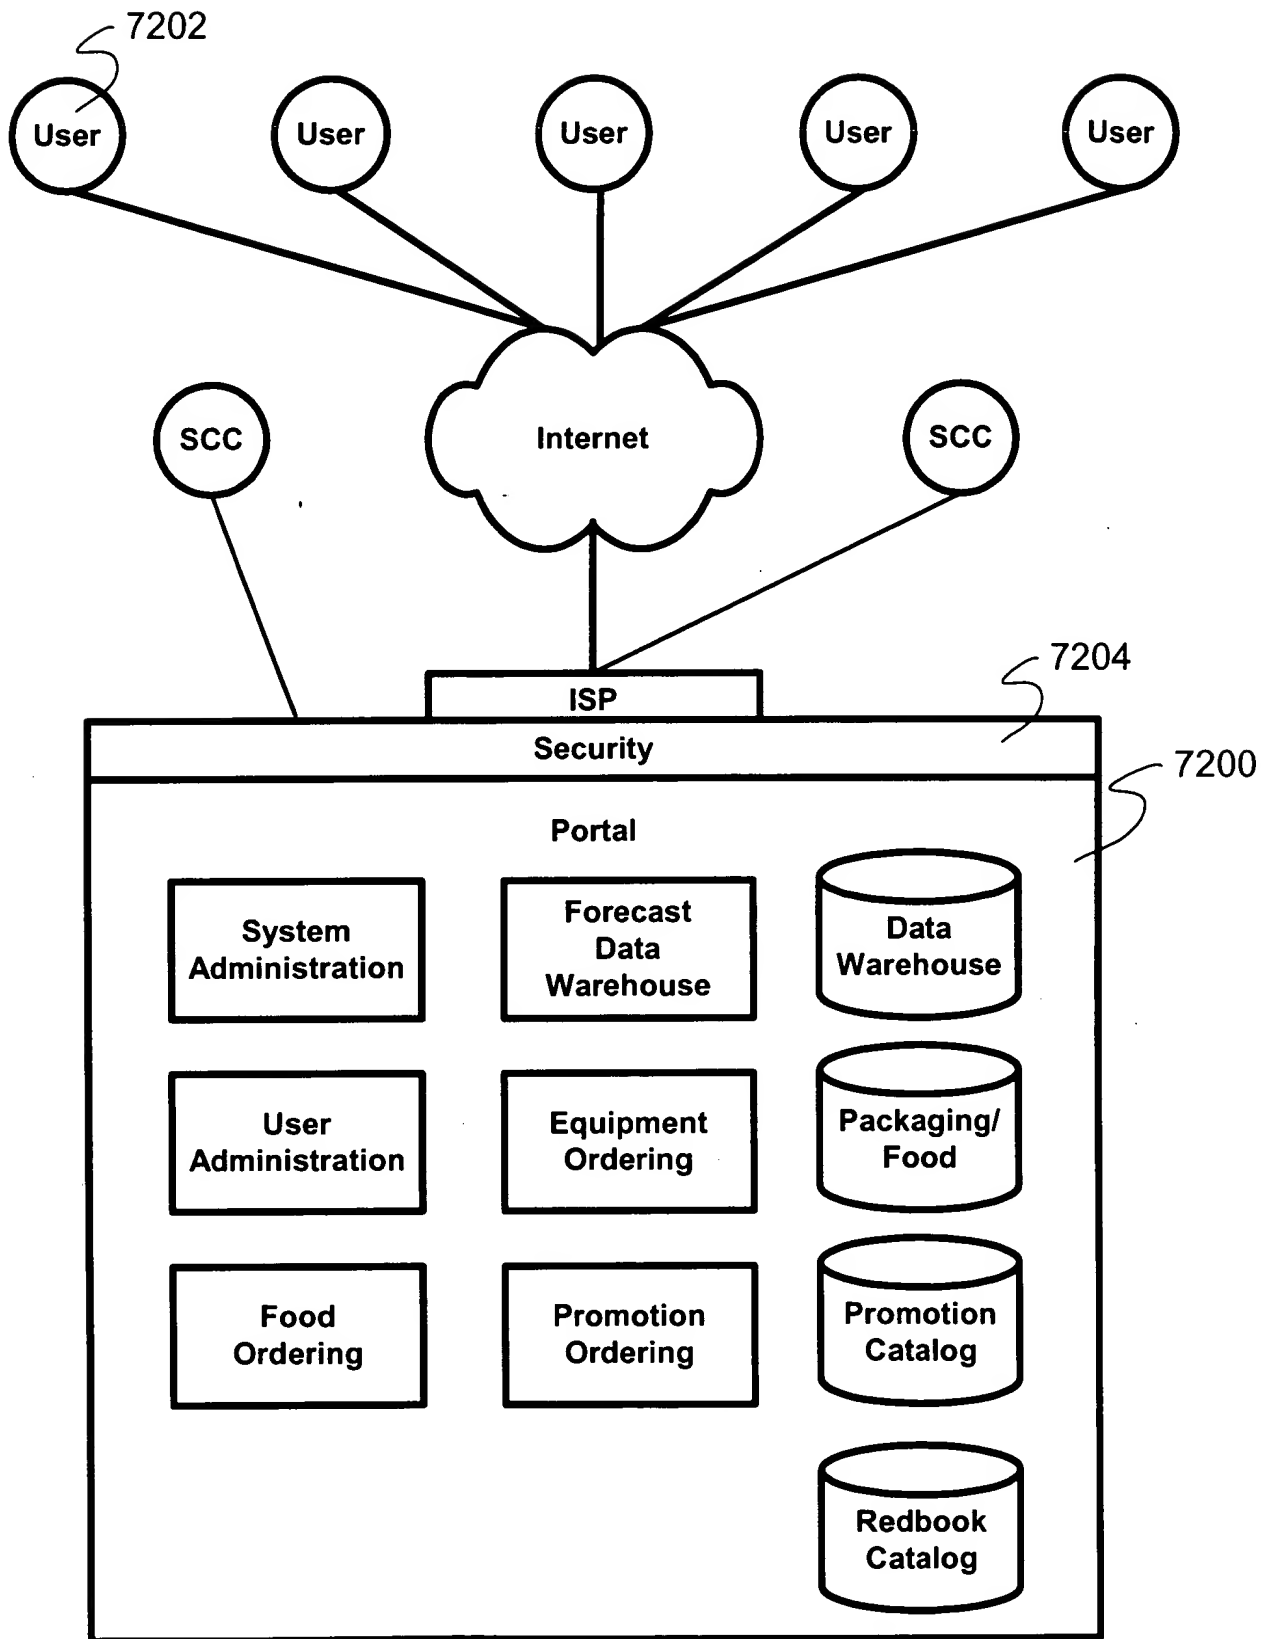 7202
User
User
User
User
User
SCC
Internet
SCC
ISP
7204
Security
7200
Portal
System
Administration
Forecast
Data
Warehouse
Data
Warehouse
User
Administration
Equipment
Ordering
Packaging/
Food
Food
Ordering
Promotion
Ordering
Promotion
Catalog
Redbook
Catalog